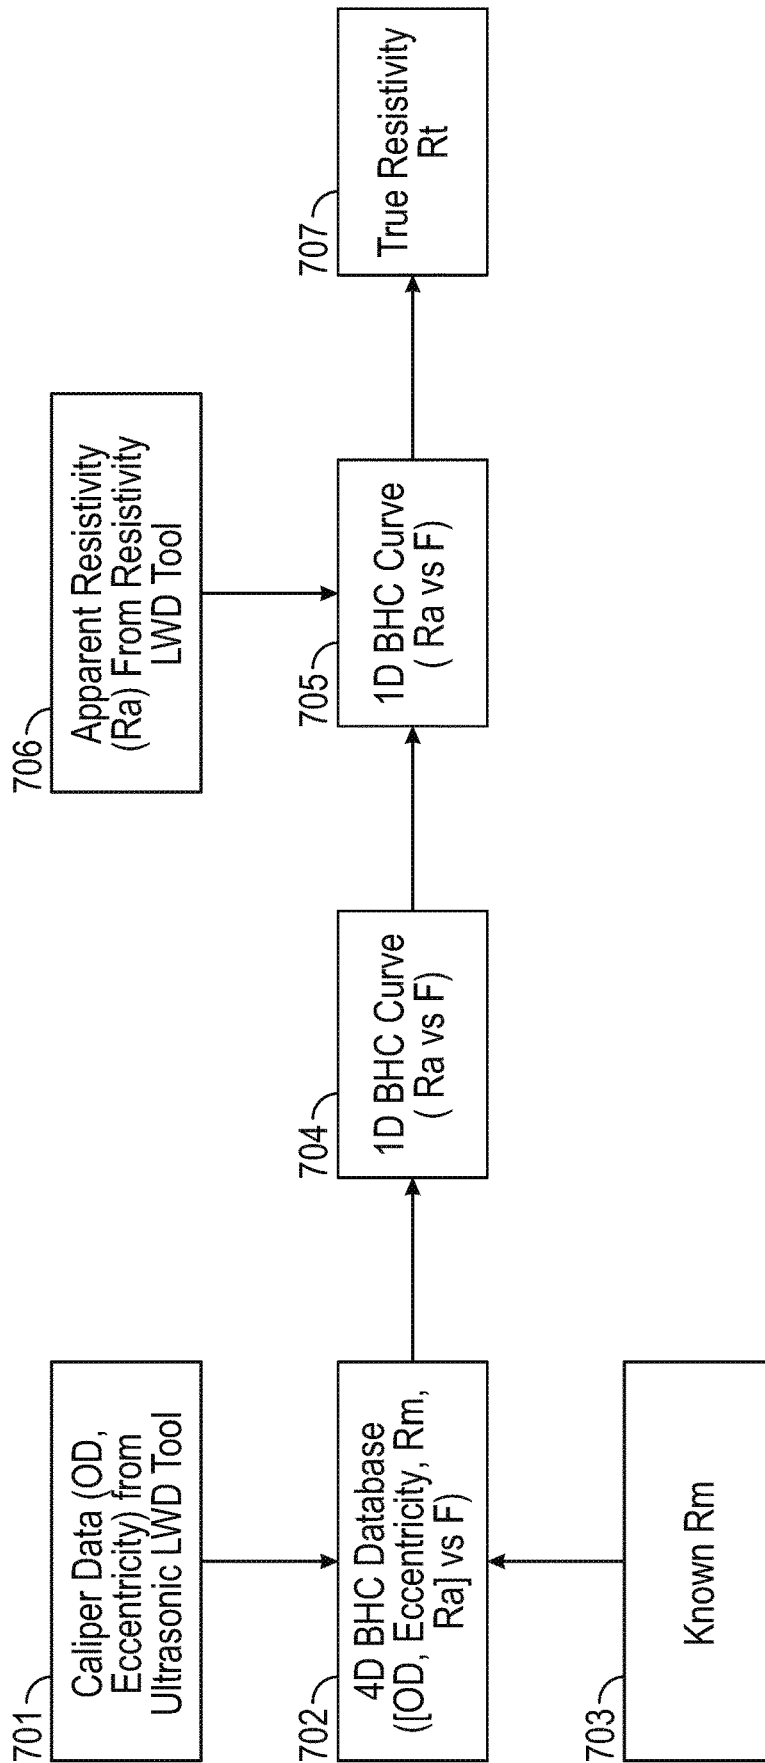 701
Caliper Data (OD,
Eccentricity) from
Ultrasonic LWD Tool
702
4D BHC Database
([OD, Eccentricity, Rm,
Ra] vs F)
703
Known Rm
704
1D BHC Curve
( Ra vs F)
706
Apparent Resistivity
(Ra) From Resistivity
LWD Tool
705
1D BHC Curve
( Ra vs F)
707
True Resistivity
Rt